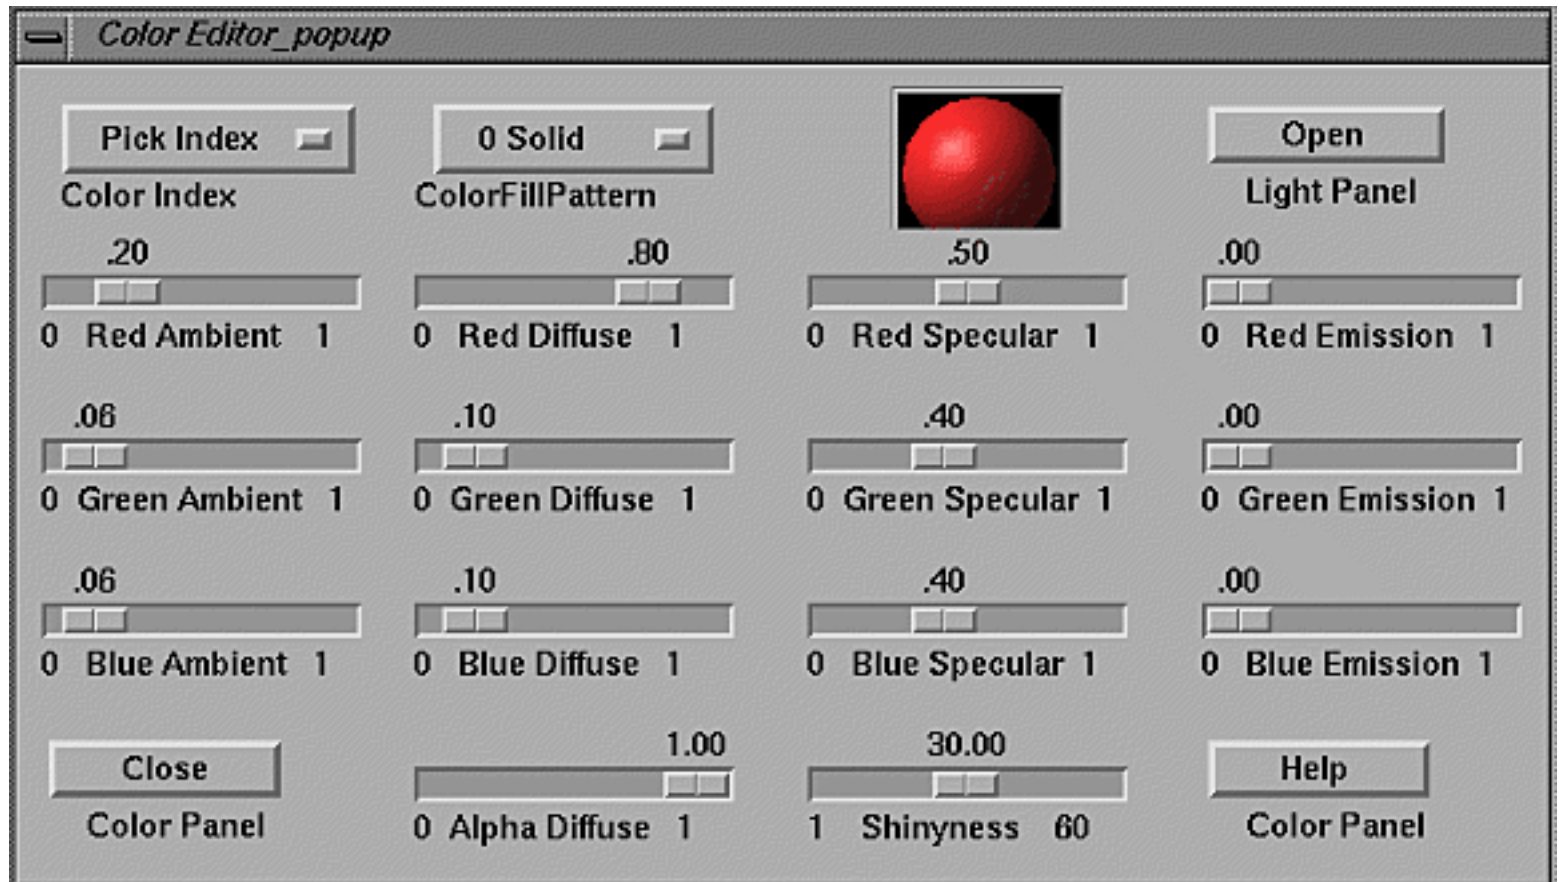 Color Editor_popup
Pick Index 0 Solid Open
Color Index ColorFillPattern Light Panel
.20 .80 .50 .00
0 Red Ambient 1 0 Red Diffuse 1 0 Red Specular 1 0 Red Emission 1
.06 .10 .40 .00
0 Green Ambient 1 0 Green Diffuse 1 0 Green Specular 1 0 Green Emission 1
.06 .10 .40 .00
0 Blue Ambient 1 0 Blue Diffuse 1 0 Blue Specular 1 0 Blue Emission 1
1.00 30.00
Close Help
Color Panel 0 Alpha Diffuse 1 1 Shinyness 60 Color Panel